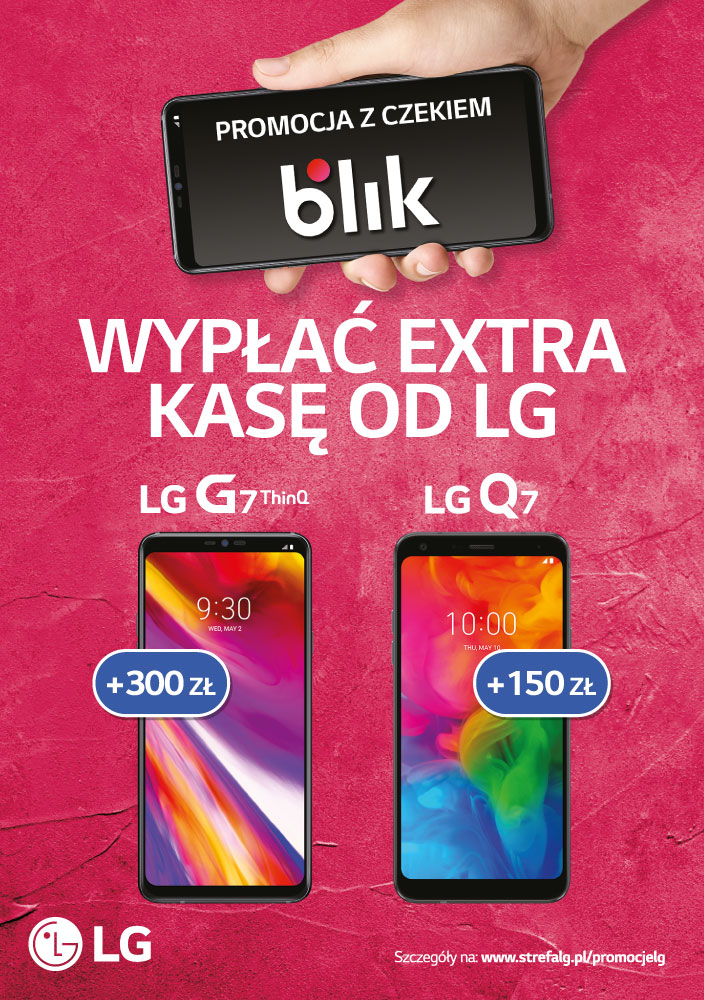 PROMOCJA Z CZEKIEM
blik
WYPŁAĆ EXTRA
KASĘ OD LG
LG G7 ThinQ
LG Q7
9:30
WED, MAY 2
10:00
THU, MAY 10
+300 ZŁ
+150 ZŁ
LG
Szczegóły na: www.strefalg.pl/promocjelg